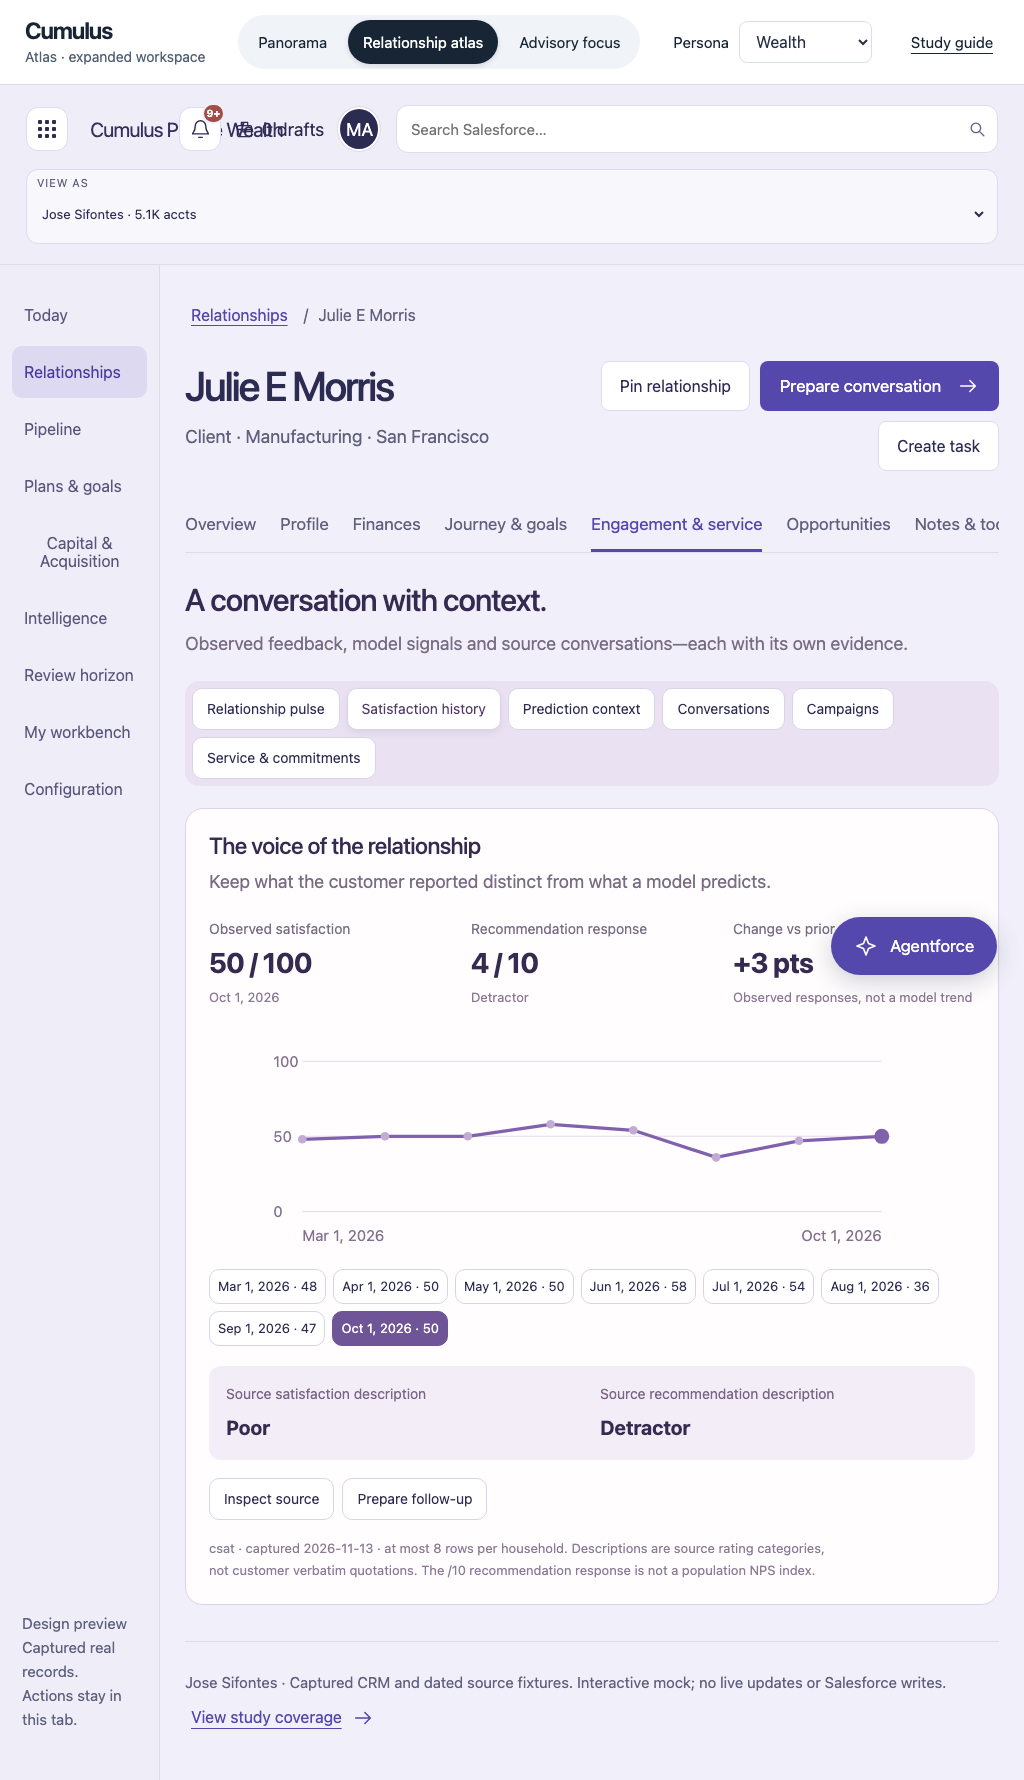 Cumulus
Atlas · expanded workspace
Panorama
Relationship atlas
Advisory focus
Persona
Wealth
Study guide
Cumulus P
Wealth
9+
drafts
MA
Search Salesforce...
VIEW AS
Jose Sifontes · 5.1K accts
Today
Relationships
Pipeline
Plans & goals
Capital &
Acquisition
Intelligence
Review horizon
My workbench
Configuration
Design preview
Captured real
records.
Actions stay in
this tab.
Relationships / Julie E Morris
Julie E Morris
Client · Manufacturing · San Francisco
Pin relationship
Prepare conversation
Create task
Overview
Profile
Finances
Journey & goals
Engagement & service
Opportunities
Notes &
A conversation with context.
Observed feedback, model signals and source conversations—each with its own evidence.
Relationship pulse
Satisfaction history
Prediction context
Conversations
Campaigns
Service & commitments
The voice of the relationship
Keep what the customer reported distinct from what a model predicts.
Observed satisfaction
50 / 100
Oct 1, 2026
Recommendation response
4 / 10
Detractor
Change vs prior
+3 pts
Observed responses, not a model trend
Agentforce
100
50
0
Mar 1, 2026
Oct 1, 2026
Mar 1, 2026 · 48
Apr 1, 2026 · 50
May 1, 2026 · 50
Jun 1, 2026 · 58
Jul 1, 2026 · 54
Aug 1, 2026 · 36
Sep 1, 2026 · 47
Oct 1, 2026 · 50
Source satisfaction description
Poor
Source recommendation description
Detractor
Inspect source
Prepare follow-up
csat · captured 2026-11-13 · at most 8 rows per household. Descriptions are source rating categories,
not customer verbatim quotations. The /10 recommendation response is not a population NPS index.
Jose Sifontes · Captured CRM and dated source fixtures. Interactive mock; no live updates or Salesforce writes.
View study coverage